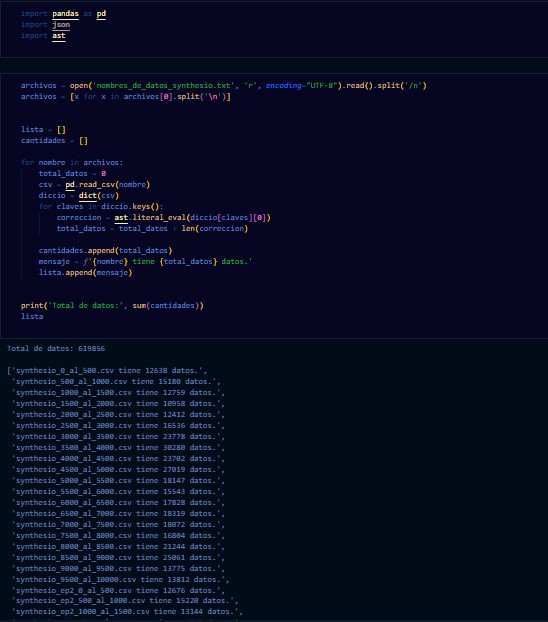 import pandas as pd
import json
import ast
archivos = open('nombres_de_datos_synthesio.txt', 'r', encoding="UTF-8").read().split('/n')
archivos = [x for x in archivos[0].split('\n')]
lista = []
cantidades = []
for nombre in archivos:
    total_datos = 0
    csv = pd.read_csv(nombre)
    diccio = dict(csv)
    for claves in diccio.keys():
        correccion = ast.literal_eval(diccio[claves][0])
        total_datos = total_datos + len(correccion)
    cantidades.append(total_datos)
    mensaje = f'{nombre} tiene {total_datos} datos.'
    lista.append(mensaje)
print('Total de datos:', sum(cantidades))
lista
Total de datos: 619856
['synthesio_0_al_500.csv tiene 12638 datos.',
 'synthesio_500_al_1000.csv tiene 15180 datos.',
 'synthesio_1000_al_1500.csv tiene 12759 datos.',
 'synthesio_1500_al_2000.csv tiene 10958 datos.',
 'synthesio_2000_al_2500.csv tiene 12412 datos.',
 'synthesio_2500_al_3000.csv tiene 16536 datos.',
 'synthesio_3000_al_3500.csv tiene 23778 datos.',
 'synthesio_3500_al_4000.csv tiene 30280 datos.',
 'synthesio_4000_al_4500.csv tiene 23702 datos.',
 'synthesio_4500_al_5000.csv tiene 27019 datos.',
 'synthesio_5000_al_5500.csv tiene 18147 datos.',
 'synthesio_5500_al_6000.csv tiene 15543 datos.',
 'synthesio_6000_al_6500.csv tiene 17828 datos.',
 'synthesio_6500_al_7000.csv tiene 18319 datos.',
 'synthesio_7000_al_7500.csv tiene 18072 datos.',
 'synthesio_7500_al_8000.csv tiene 16804 datos.',
 'synthesio_8000_al_8500.csv tiene 21244 datos.',
 'synthesio_8500_al_9000.csv tiene 25061 datos.',
 'synthesio_9000_al_9500.csv tiene 13775 datos.',
 'synthesio_9500_al_10000.csv tiene 13812 datos.',
 'synthesio_ep2_0_al_500.csv tiene 12676 datos.',
 'synthesio_ep2_500_al_1000.csv tiene 15220 datos.',
 'synthesio_ep2_1000_al_1500.csv tiene 13144 datos.',